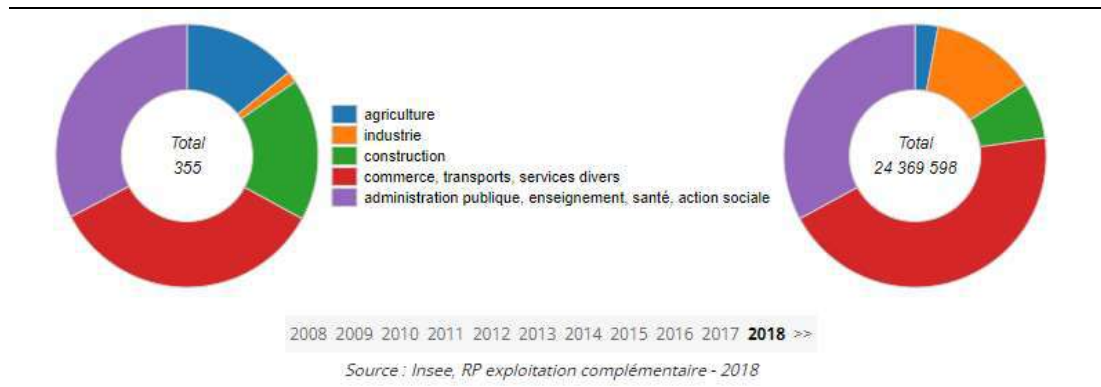 Total
355
agriculture
industrie
construction
commerce, transports, services divers
administration publique, enseignement, santé, action sociale
Total
24 369 598
2008 2009 2010 2011 2012 2013 2014 2015 2016 2017 2018 >>
Source : Insee, RP exploitation complémentaire - 2018